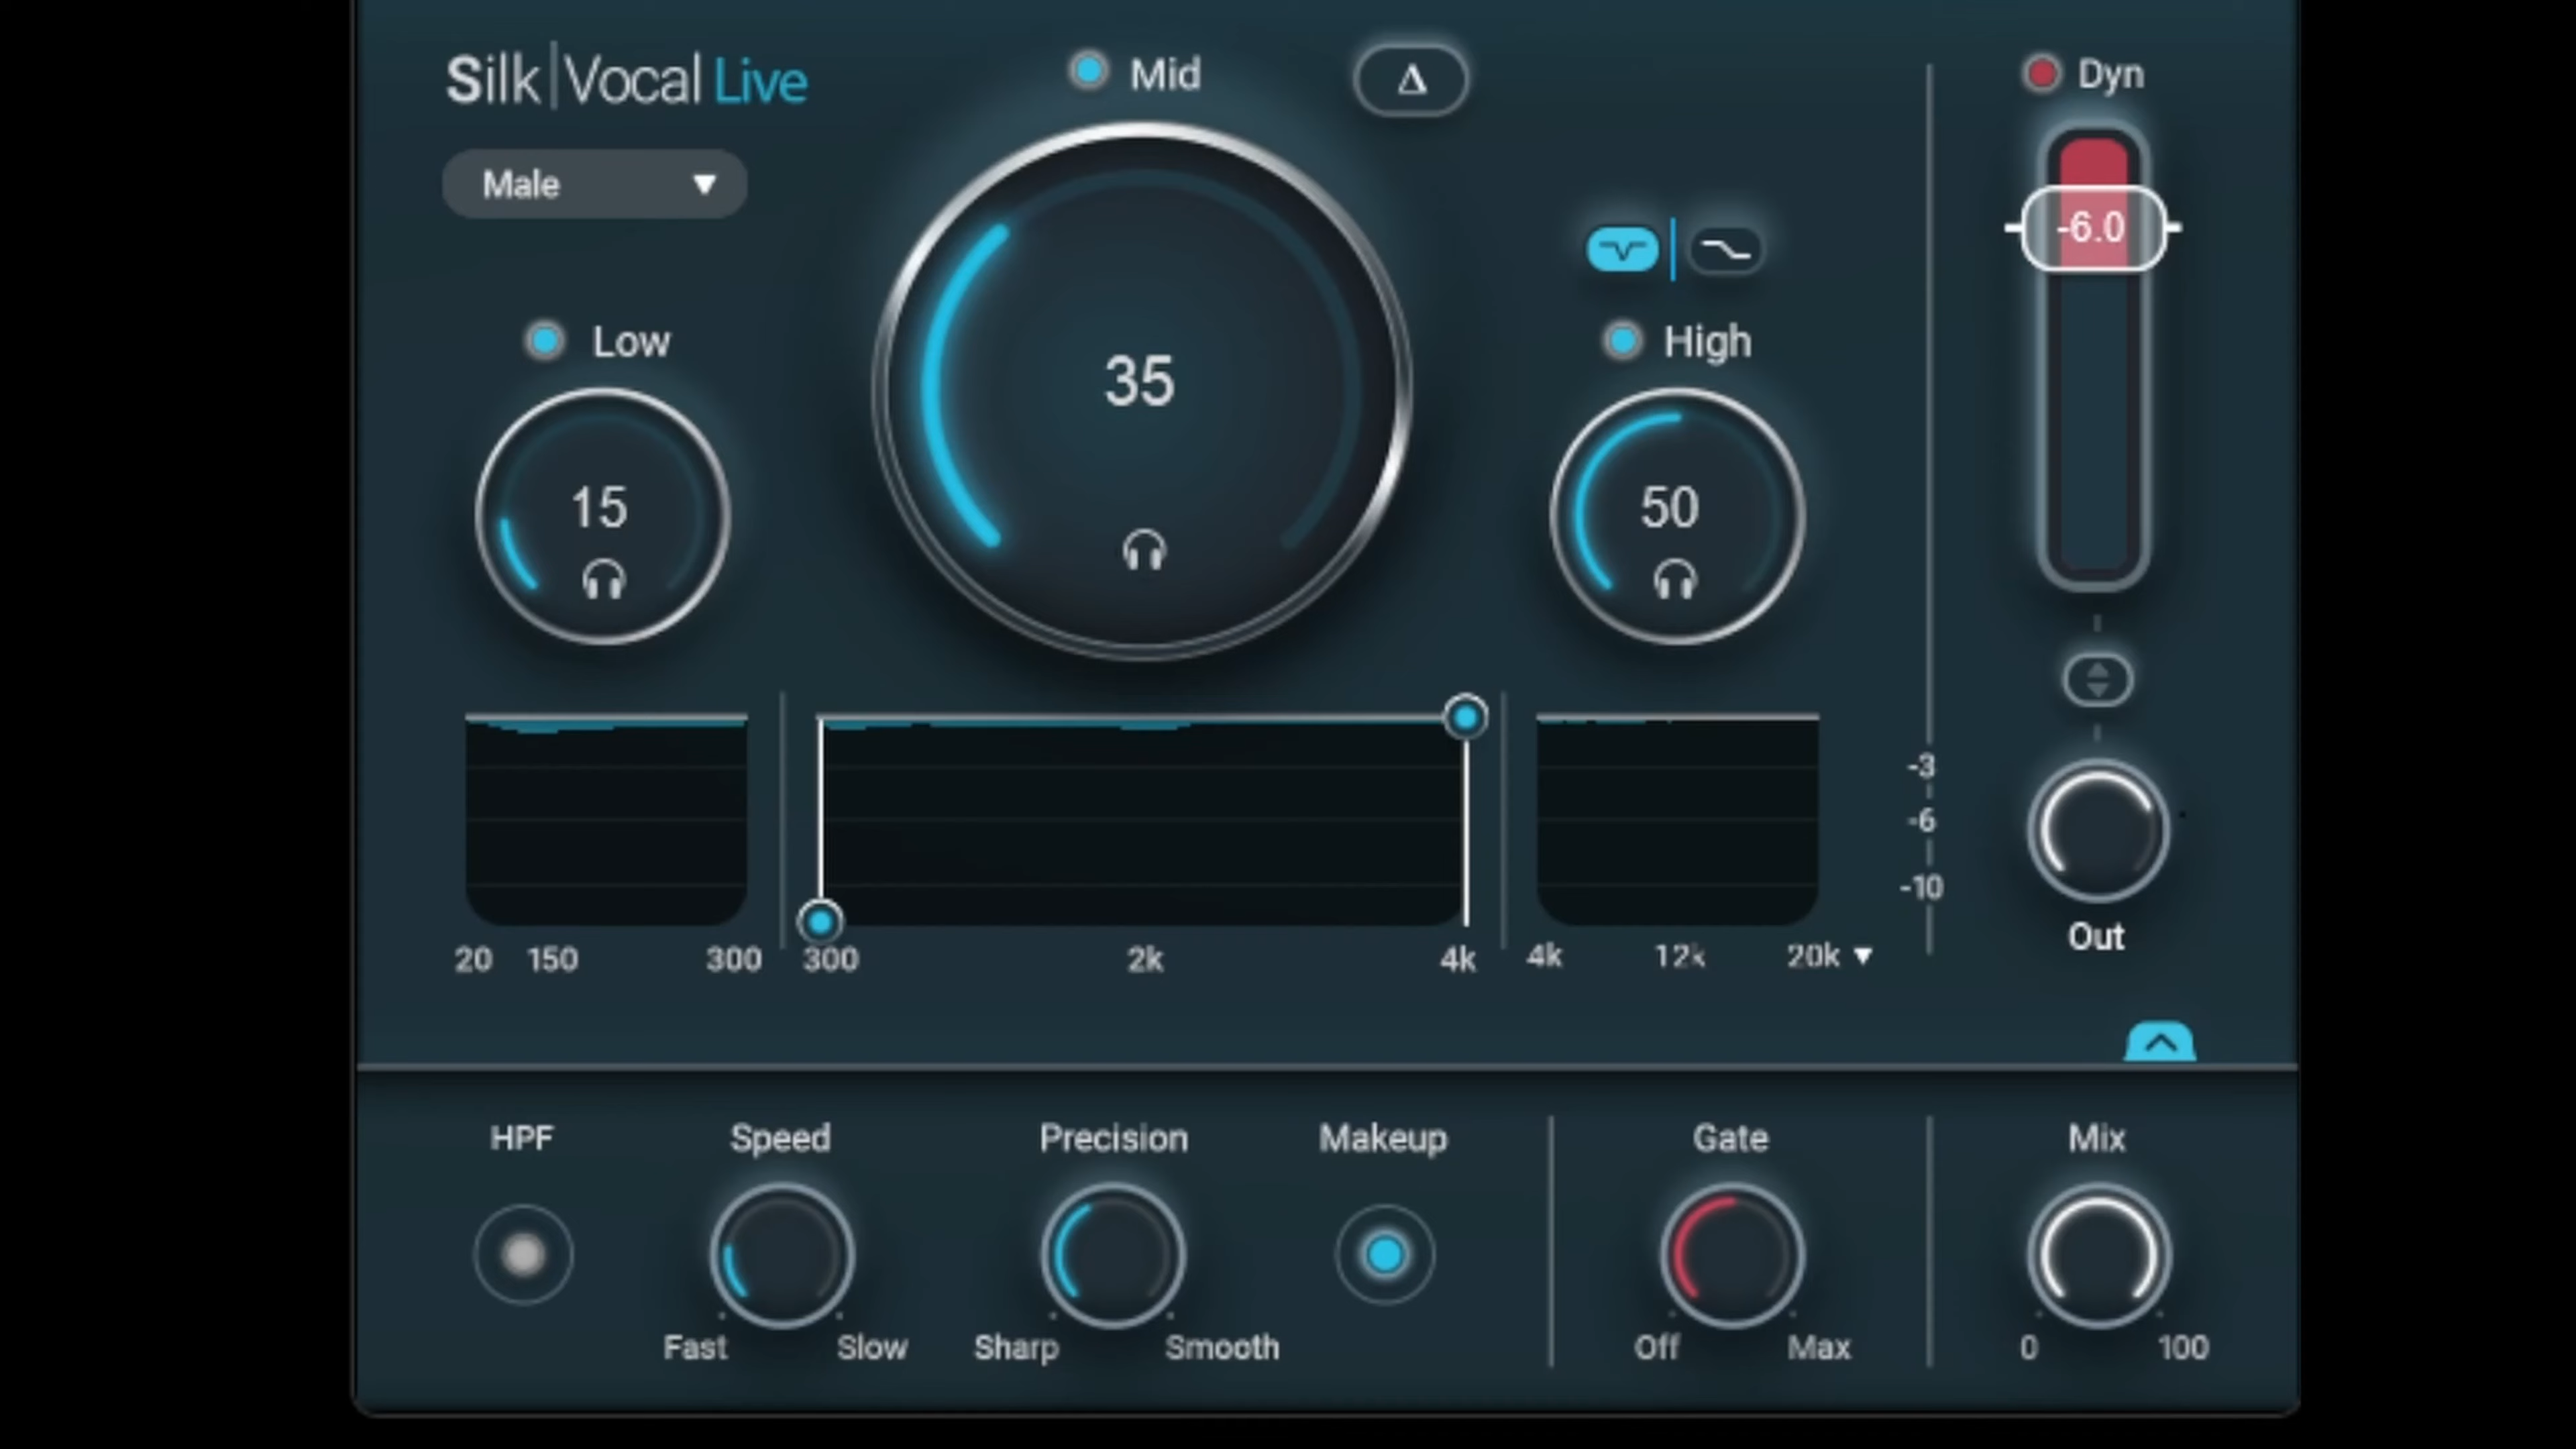 Silk|Vocal Live
Mid
Δ
Dyn
Male
-6.0
Low
High
35
15
50
-3
-6
-10
20 150 300
300 2k 4k
4k 12k 20k
Out
HPF
Speed
Precision
Makeup
Gate
Mix
Fast Slow
Sharp Smooth
Off Max
0 100